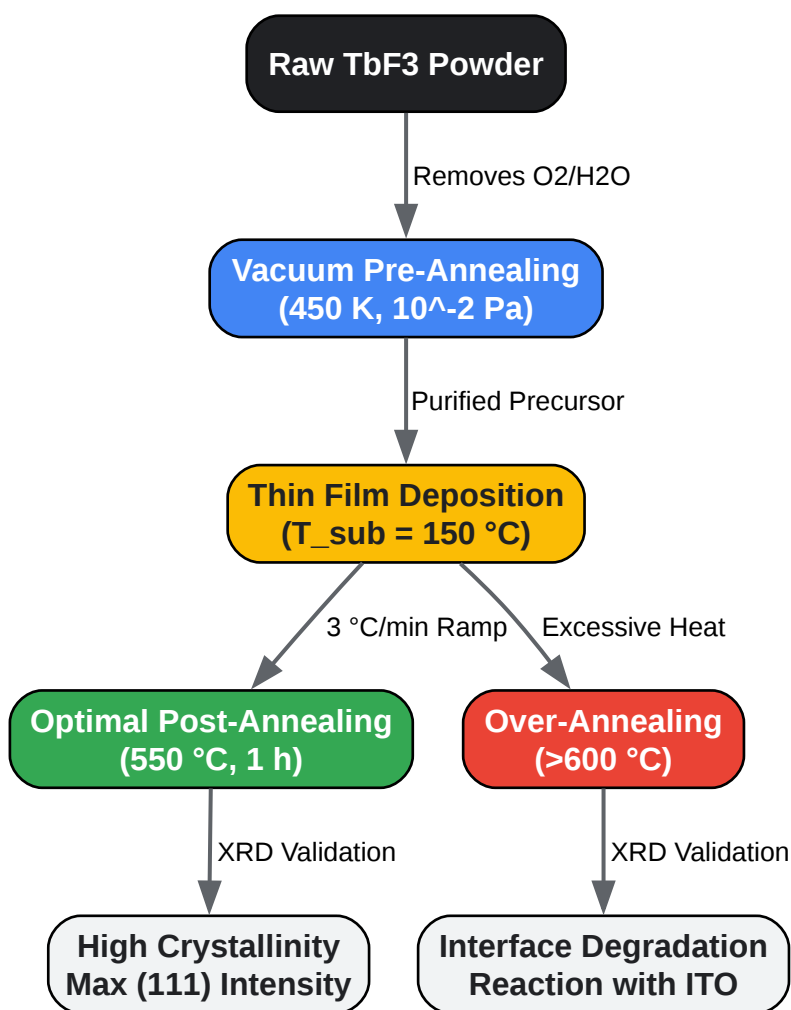 Raw TbF3 Powder
Removes O2/H2O
Vacuum Pre-Annealing
(450 K, 10^-2 Pa)
Purified Precursor
Thin Film Deposition
(T_sub = 150 °C)
3 °C/min Ramp
Excessive Heat
Optimal Post-Annealing
(550 °C, 1 h)
Over-Annealing
(>600 °C)
XRD Validation
XRD Validation
High Crystallinity
Max (111) Intensity
Interface Degradation
Reaction with ITO